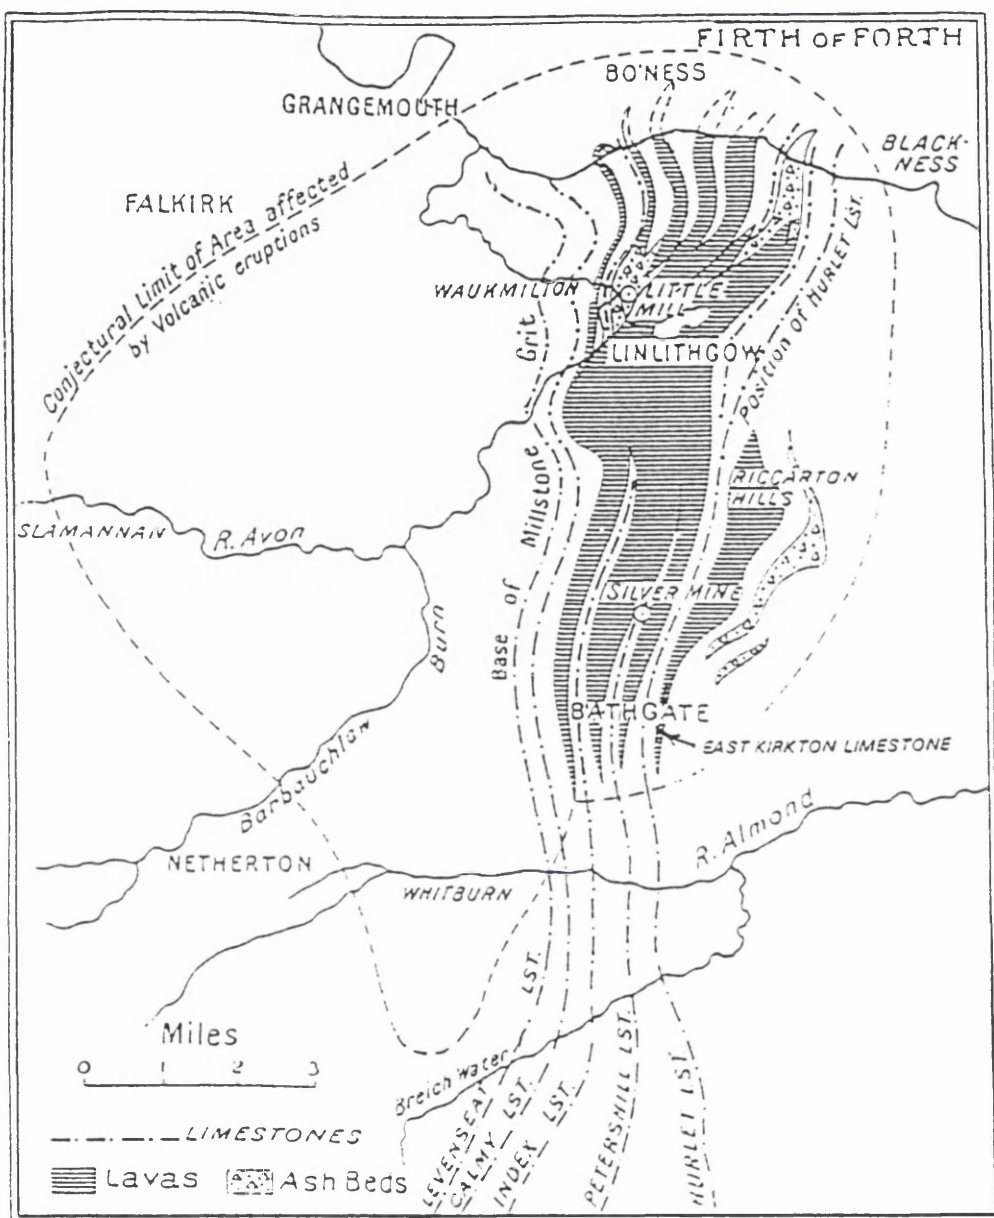 FIRTH OF FORTH
BO'NESS
GRANGEMOUTH
BLACK-
NESS
FALKIRK
Conjectural Limit of Area affected
by Volcanic eruptions
WAUKMILTON
LITTLE
MILL
LINLITHGOW
Position of HURLET LST.
Base of Millstone Grit
RICCARTON
HILLS
SLAMANNAN
R. Avon
SILVER MINE
Barbauchlaw Burn
BATHGATE
EAST KIRKTON LIMESTONE
R. Almond
NETHERTON
WHITBURN
Miles
0 1 2 3
Breich Water
LEVENSEAT LST.
CALMY LST.
INDEX LST.
PETERSHILL LST.
HURLET LST.
LIMESTONES
Lavas
Ash Beds